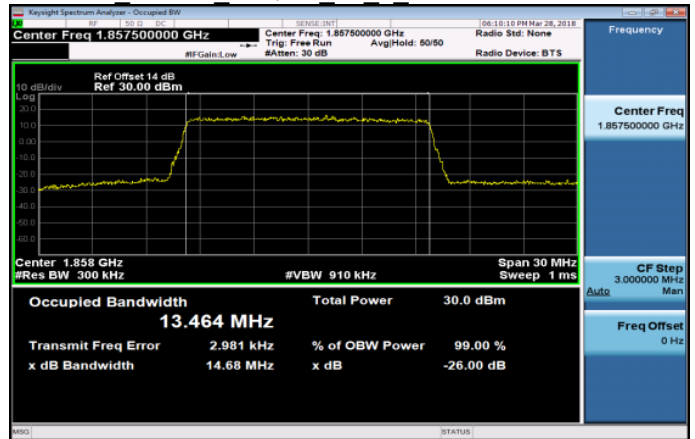 Keysight Spectrum Analyzer - Occupied BW
RF 50 Ω DC SENSE:INT 06:10:10 PM Mar 28, 2018
Center Freq 1.857500000 GHz Center Freq: 1.857500000 GHz Radio Std: None
Trig: Free Run Avg|Hold: 50/50
#IFGain:Low #Atten: 30 dB Radio Device: BTS
Frequency
Ref Offset 14 dB
10 dB/div Ref 30.00 dBm
Log
20.0
10.0
0.00
-10.0
-20.0
-30.0
-40.0
-50.0
-60.0
Center Freq
1.857500000 GHz
Center 1.858 GHz Span 30 MHz
#Res BW 300 kHz #VBW 910 kHz Sweep 1 ms
CF Step
3.000000 MHz
Auto Man
Occupied Bandwidth Total Power 30.0 dBm
13.464 MHz
Transmit Freq Error 2.981 kHz % of OBW Power 99.00 %
x dB Bandwidth 14.68 MHz x dB -26.00 dB
Freq Offset
0 Hz
MSG STATUS